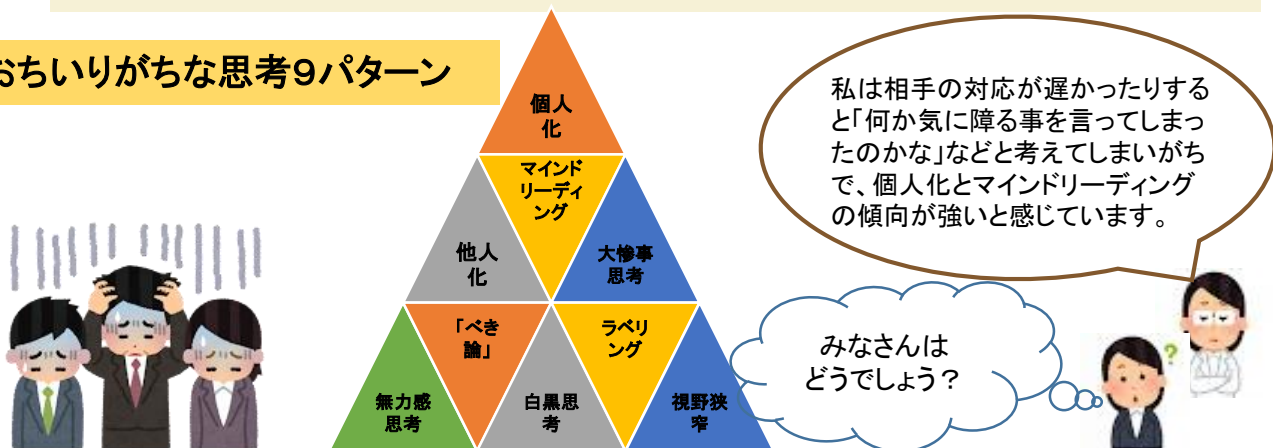 おちいりがちな思考９パターン
私は相手の対応が遅かったりする
と「何か気に障る事を言ってしまっ
たのかな」などと考えてしまいがち
で、個人化とマインドリーディング
の傾向が強いと感じています。
個人
化
マインド
リーディ
ング
他人
化
大惨事
思考
「べき
論」
ラベリ
ング
無力感
思考
白黒思
考
視野狭
窄
みなさんは
どうでしょう？
?